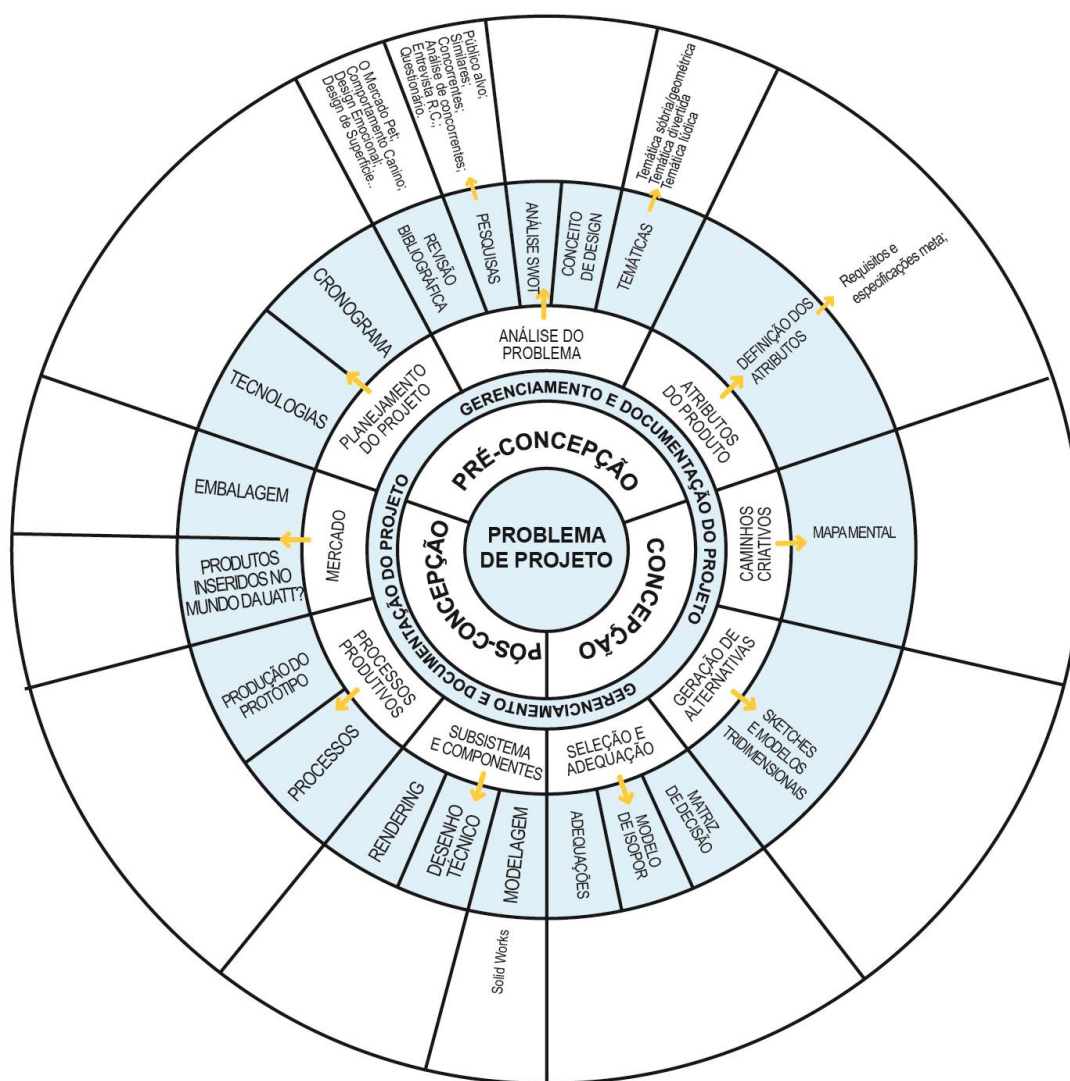 PROBLEMA
DE PROJETO
PRÉ-CONCEPÇÃO
CONCEPÇÃO
PÓS-CONCEPÇÃO
GERENCIAMENTO E DOCUMENTAÇÃO DO PROJETO
GERENCIAMENTO E DOCUMENTAÇÃO DO PROJETO
PLANEJAMENTO
DO PROJETO
TECNOLOGIAS
CRONOGRAMA
ANÁLISE DO
PROBLEMA
REVISÃO
BIBLIOGRÁFICA
O Mercado Pet;
Comportamento Canino;
Design Emocional;
Design de Superfície..
PESQUISAS
Público alvo;
Similares;
Concorrentes;
Análise de concorrentes;
Entrevista R.C.;
Questionário.
ANÁLISE SWOT
CONCEITO
DE DESIGN
TEMÁTICAS
Temática sóbria/geométrica
Temática divertida
Temática lúdica
ATRIBUTOS
DO PRODUTO
DEFINIÇÃO DOS
ATRIBUTOS
Requisitos e
especificações meta;
CAMINHOS
CRIATIVOS
MAPA MENTAL
GERAÇÃO DE
ALTERNATIVAS
SKETCHES
E MODELOS
TRIDIMENSIONAIS
SELEÇÃO E
ADEQUAÇÃO
MATRIZ
DE DECISÃO
MODELO
DE ISOPOR
ADEQUAÇÕES
SUBSISTEMA
E COMPONENTES
MODELAGEM
Solid Works
DESENHO
TÉCNICO
RENDERING
PROCESSOS
PRODUTIVOS
PROCESSOS
PRODUÇÃO DO
PROTÓTIPO
MERCADO
PRODUTOS
INSERIDOS NO
MUNDO DA UATT?
EMBALAGEM